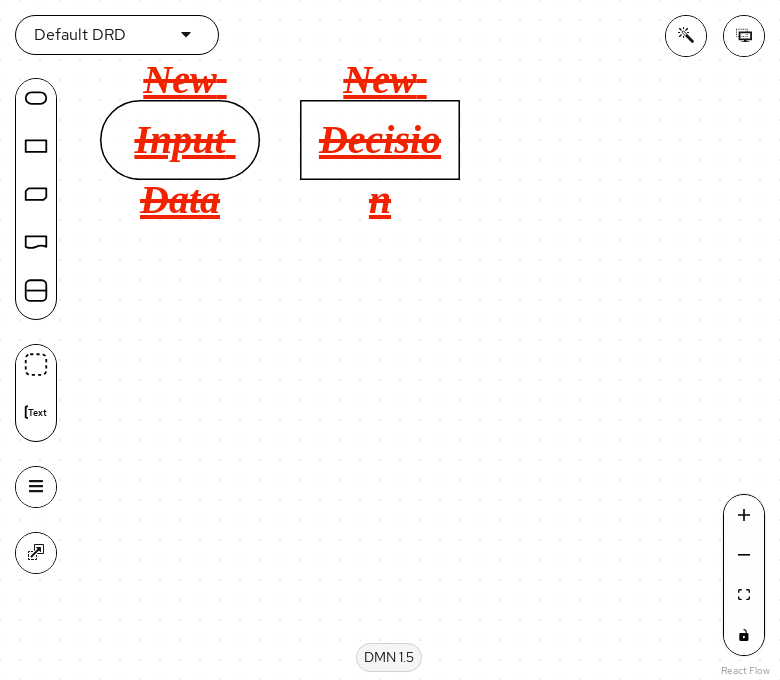 Default DRD
New
Input
Data
New
Decisio
n
Text
DMN 1.5
React Flow